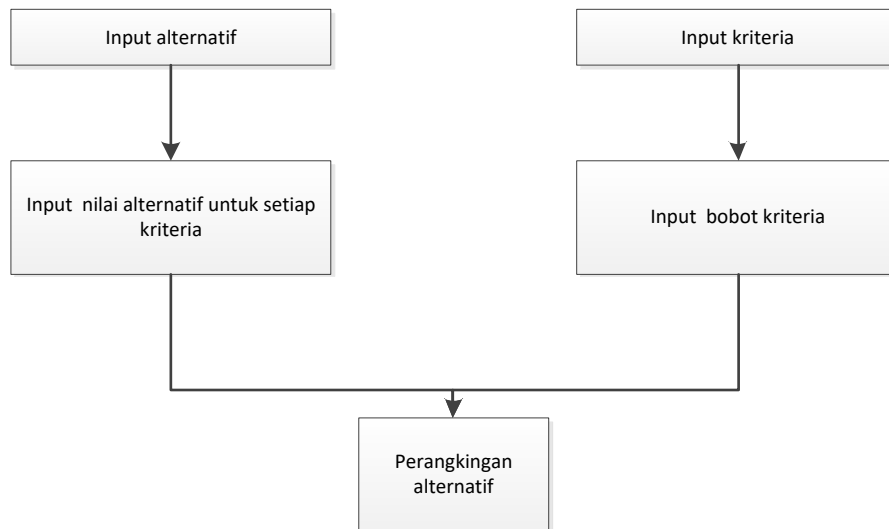 Input alternatif
Input kriteria
Input  nilai alternatif untuk setiap
kriteria
Input  bobot kriteria
Perangkingan
alternatif